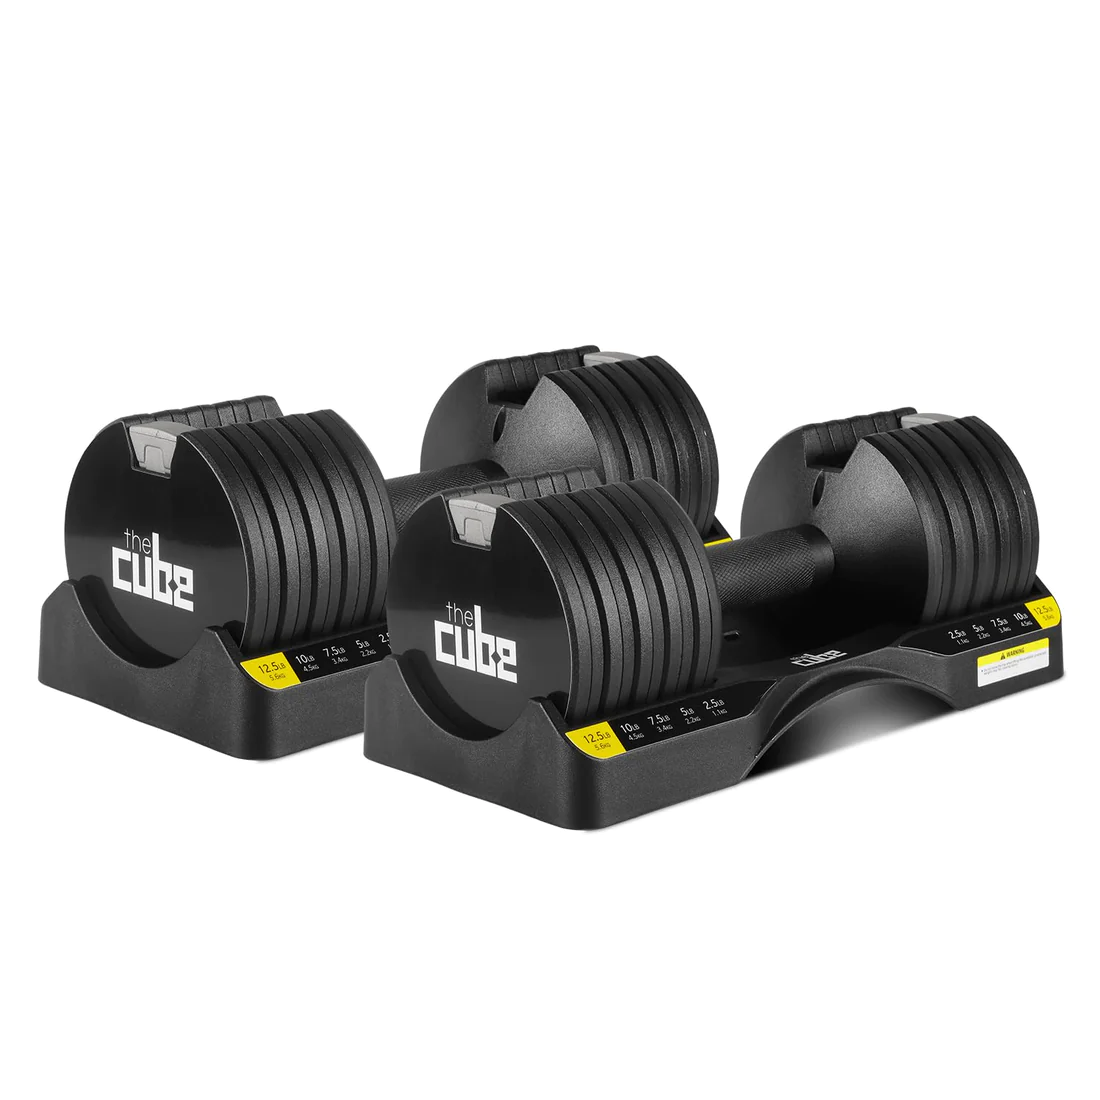 the
cube
12.5LB 10LB 7.5LB 5LB 2.5
5.6KG 4.5KG 3.4KG 2.2KG
the
cube
12.5LB 10LB 7.5LB 5LB 2.5LB
5.6KG 4.5KG 3.4KG 2.2KG 1.1KG
the
cube
2.5LB 5LB 7.5LB 10LB 12.5LB
1.1KG 2.2KG 3.4KG 4.5KG 5.6KG
WARNING